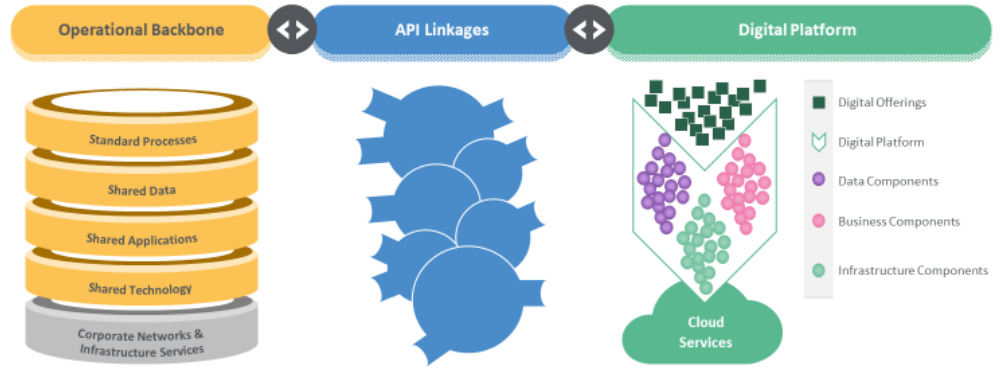 Operational Backbone
API Linkages
Digital Platform
Standard Processes
Shared Data
Shared Applications
Shared Technology
Corporate Networks &
Infrastructure Services
Cloud
Services
Digital Offerings
Digital Platform
Data Components
Business Components
Infrastructure Components